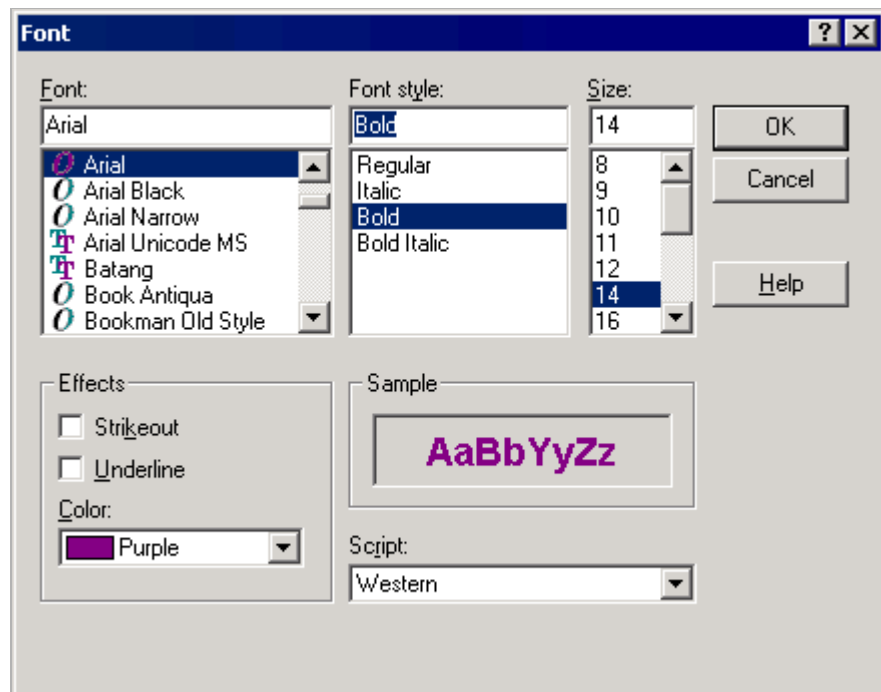 Font
Font:
Arial
Arial
Arial Black
Arial Narrow
Arial Unicode MS
Batang
Book Antiqua
Bookman Old Style
Font style:
Bold
Regular
Italic
Bold
Bold Italic
Size:
14
8
9
10
11
12
14
16
OK
Cancel
Help
Effects
Strikeout
Underline
Color:
Purple
Sample
AaBbYyZz
Script:
Western